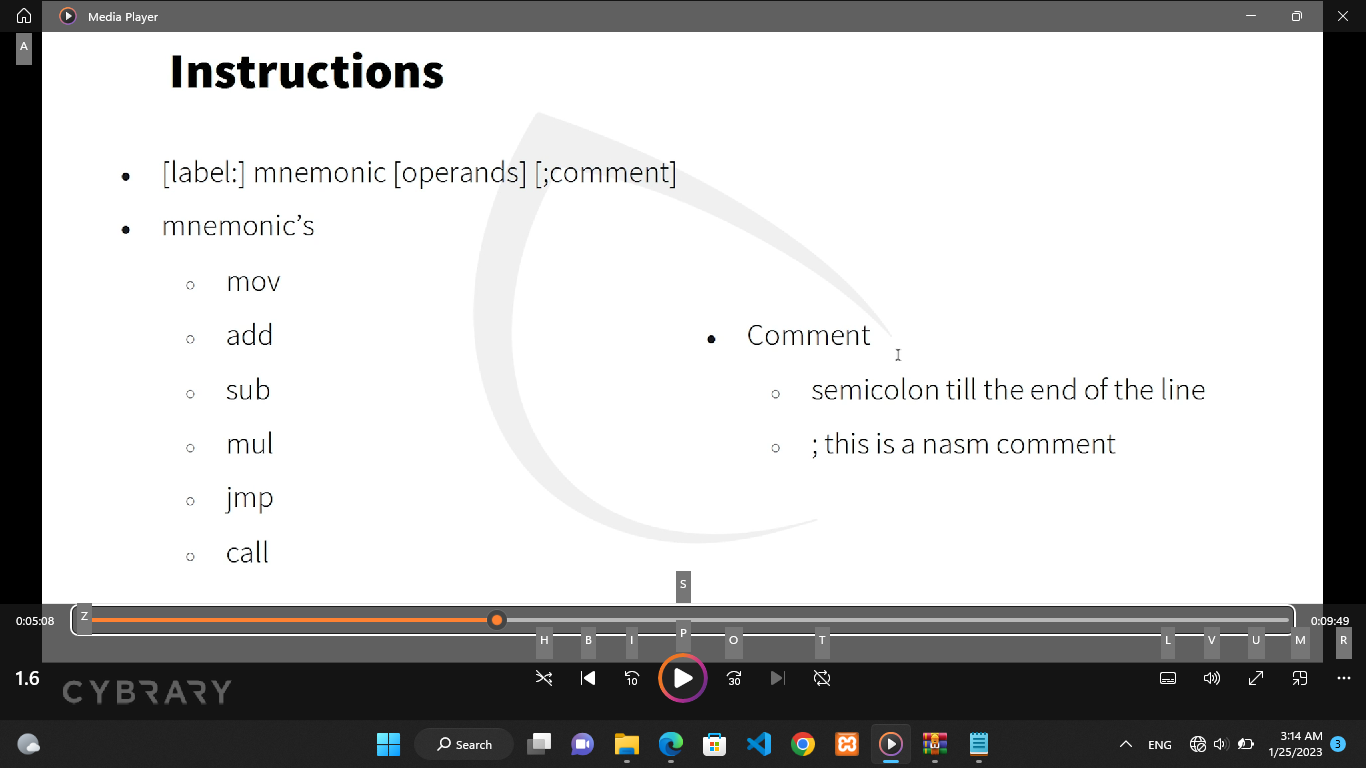 Media Player
A
Instructions
[label:] mnemonic [operands] [;comment]
mnemonic’s
mov
add
sub
mul
jmp
call
Comment
semicolon till the end of the line
; this is a nasm comment
S
0:05:08
Z
0:09:49
H B I P O T L V U M R
1.6
CYBRARY
10
30
Search
ENG
3:14 AM
1/25/2023
3